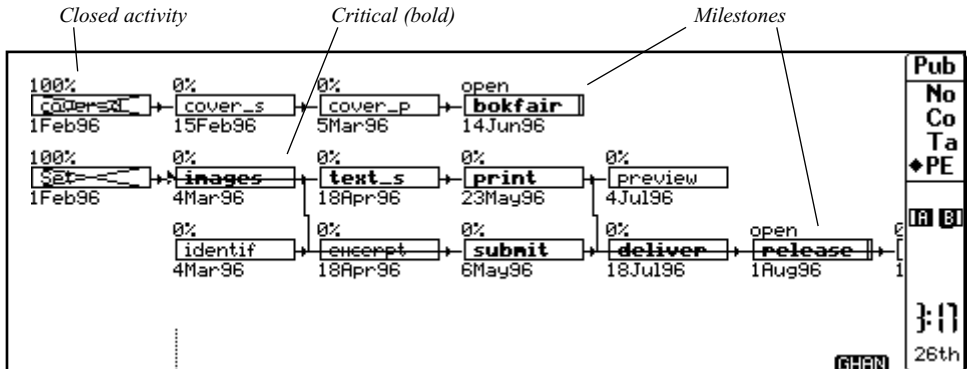 Closed activity Critical (bold) Milestones
100% 0% 0% open
cover_s cover_p bokfair
1Feb96 15Feb96 5Mar96 14Jun96
100% 0% 0% 0% 0%
images text_s print preview
1Feb96 4Mar96 18Apr96 23May96 4Jul96
0% 0% 0% 0% open
identif excerpt submit deliver release
4Mar96 18Apr96 6May96 18Jul96 1Aug96
Pub
No
Co
Ta
PE
A B
26th